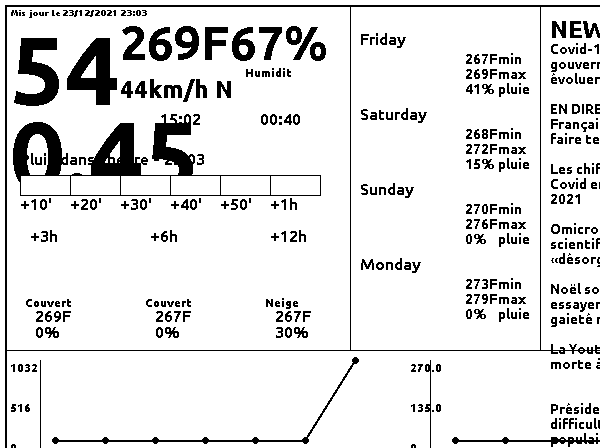 Mis jour le 23/12/2021 23:03
54
269F67%
Humidit
44km/h N
15:02 00:40
0.45
Pluie dans l'heure - 23:03
+10' +20' +30' +40' +50' +1h
+3h +6h +12h
Couvert Couvert Neige
269F 267F 267F
0% 0% 30%
Friday
267Fmin
269Fmax
41% pluie
Saturday
268Fmin
272Fmax
15% pluie
Sunday
270Fmin
276Fmax
0% pluie
Monday
273Fmin
279Fmax
0% pluie
NEW
Covid-1
gouvern
évoluer
EN DIRE
Françai
faire te
Les chif
Covid en
2021
Omicro
scientif
«désorg
Noël so
essayer
gaieté r
La Yout
morte à
Préside
difficult
populai
1032
516
0
270.0
135.0